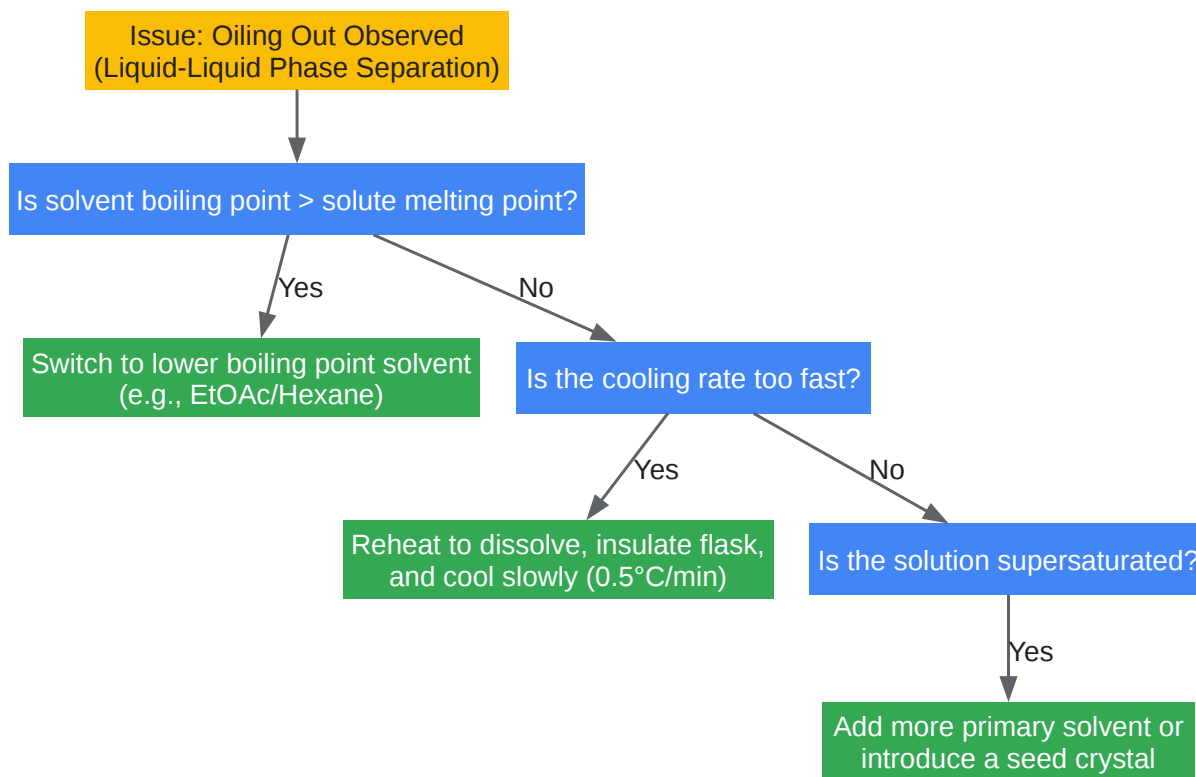 Issue: Oiling Out Observed
(Liquid-Liquid Phase Separation)
Is solvent boiling point > solute melting point?
Yes
No
Switch to lower boiling point solvent
(e.g., EtOAc/Hexane)
Is the cooling rate too fast?
Yes
No
Reheat to dissolve, insulate flask,
and cool slowly (0.5°C/min)
Is the solution supersaturated?
Yes
Add more primary solvent or
introduce a seed crystal